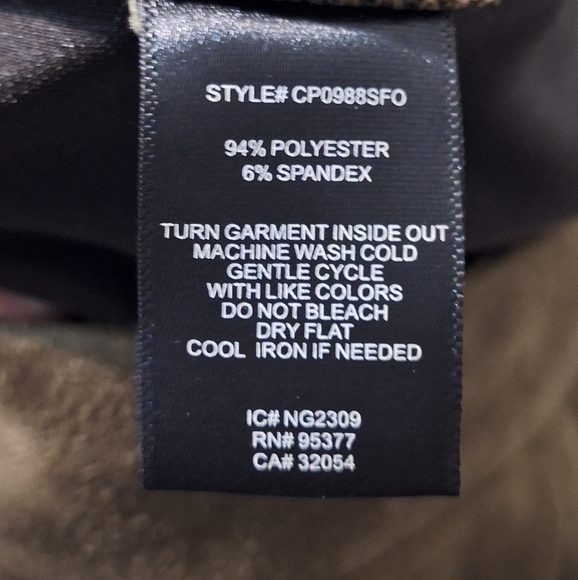 STYLE# CP0988SFO
94% POLYESTER
6% SPANDEX
TURN GARMENT INSIDE OUT
MACHINE WASH COLD
GENTLE CYCLE
WITH LIKE COLORS
DO NOT BLEACH
DRY FLAT
COOL IRON IF NEEDED
IC# NG2309
RN# 95377
CA# 32054